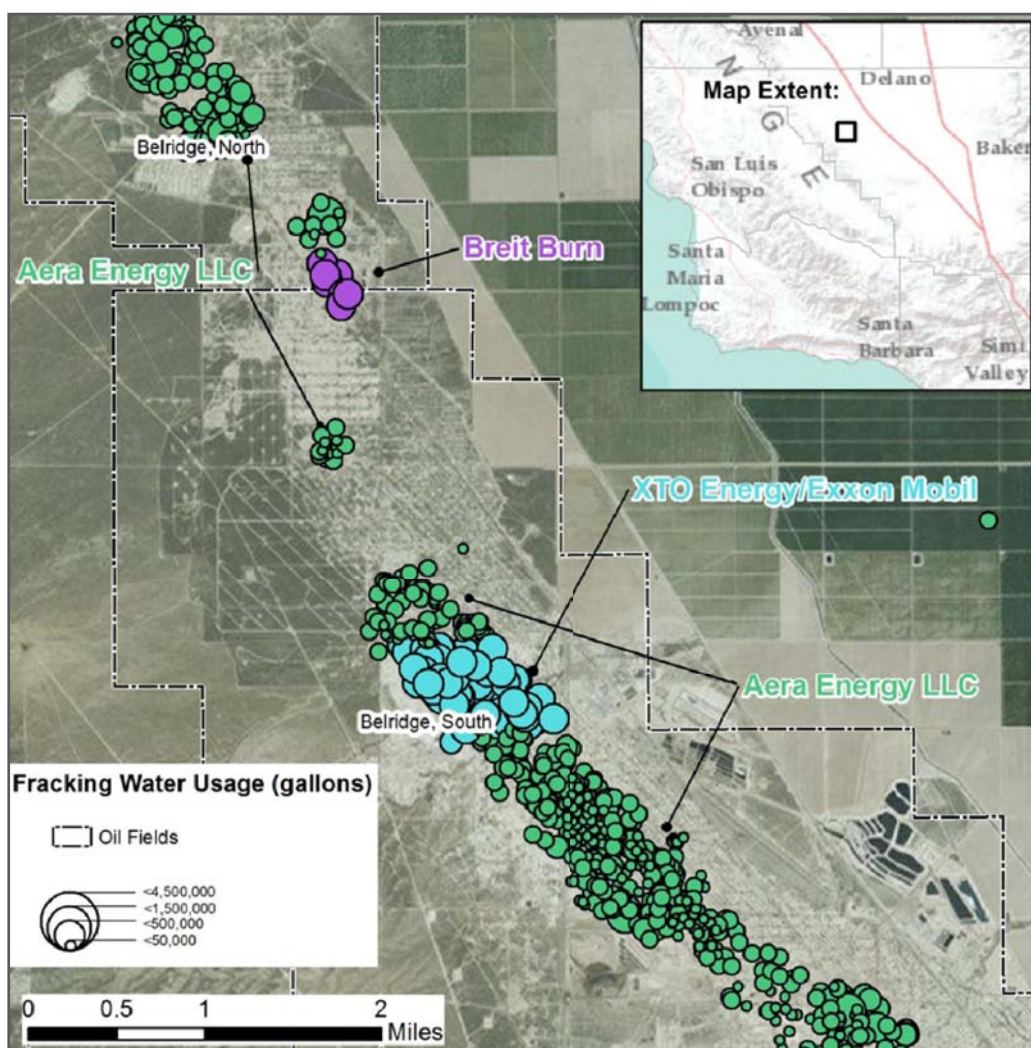 Avenal
Delano
Map Extent:
N
G
E
Baker
San Luis
Obispo
Santa
Maria
Lompoc
Santa
Barbara
Simi
Valley
Belridge, North
Breit Burn
Aera Energy LLC
XTO Energy/Exxon Mobil
Aera Energy LLC
Belridge, South
Fracking Water Usage (gallons)
Oil Fields
<4,500,000
<1,500,000
<500,000
<50,000
0 0.5 1 2
Miles